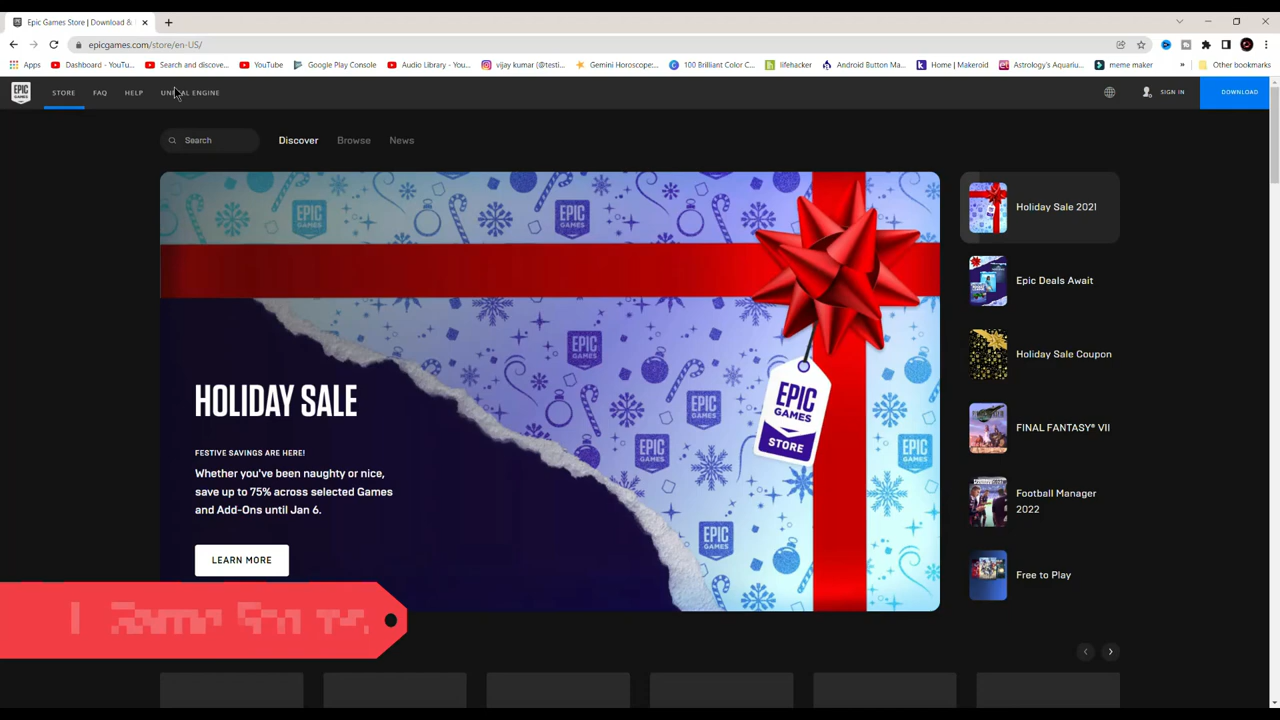 Epic Games Store | Download &
epicgames.com/store/en-US/
Apps
Dashboard - YouTu...
Search and discove...
YouTube
Google Play Console
Audio Library - You...
vijay kumar (@testi...
Gemini Horoscope:...
100 Brilliant Color C...
lifehacker
Android Button Ma...
Home | Makeroid
Astrology's Aquariu...
meme maker
»
Other bookmarks
EPIC GAMES
STORE
FAQ
HELP
SIGN IN
DOWNLOAD
Search
Discover
Browse
News
HOLIDAY SALE
FESTIVE SAVINGS ARE HERE!
Whether you've been naughty or nice,
save up to 75% across selected Games
and Add-Ons until Jan 6.
LEARN MORE
EPIC
GAMES
STORE
Holiday Sale 2021
Epic Deals Await
Holiday Sale Coupon
FINAL FANTASY® VII
Football Manager
2022
Free to Play